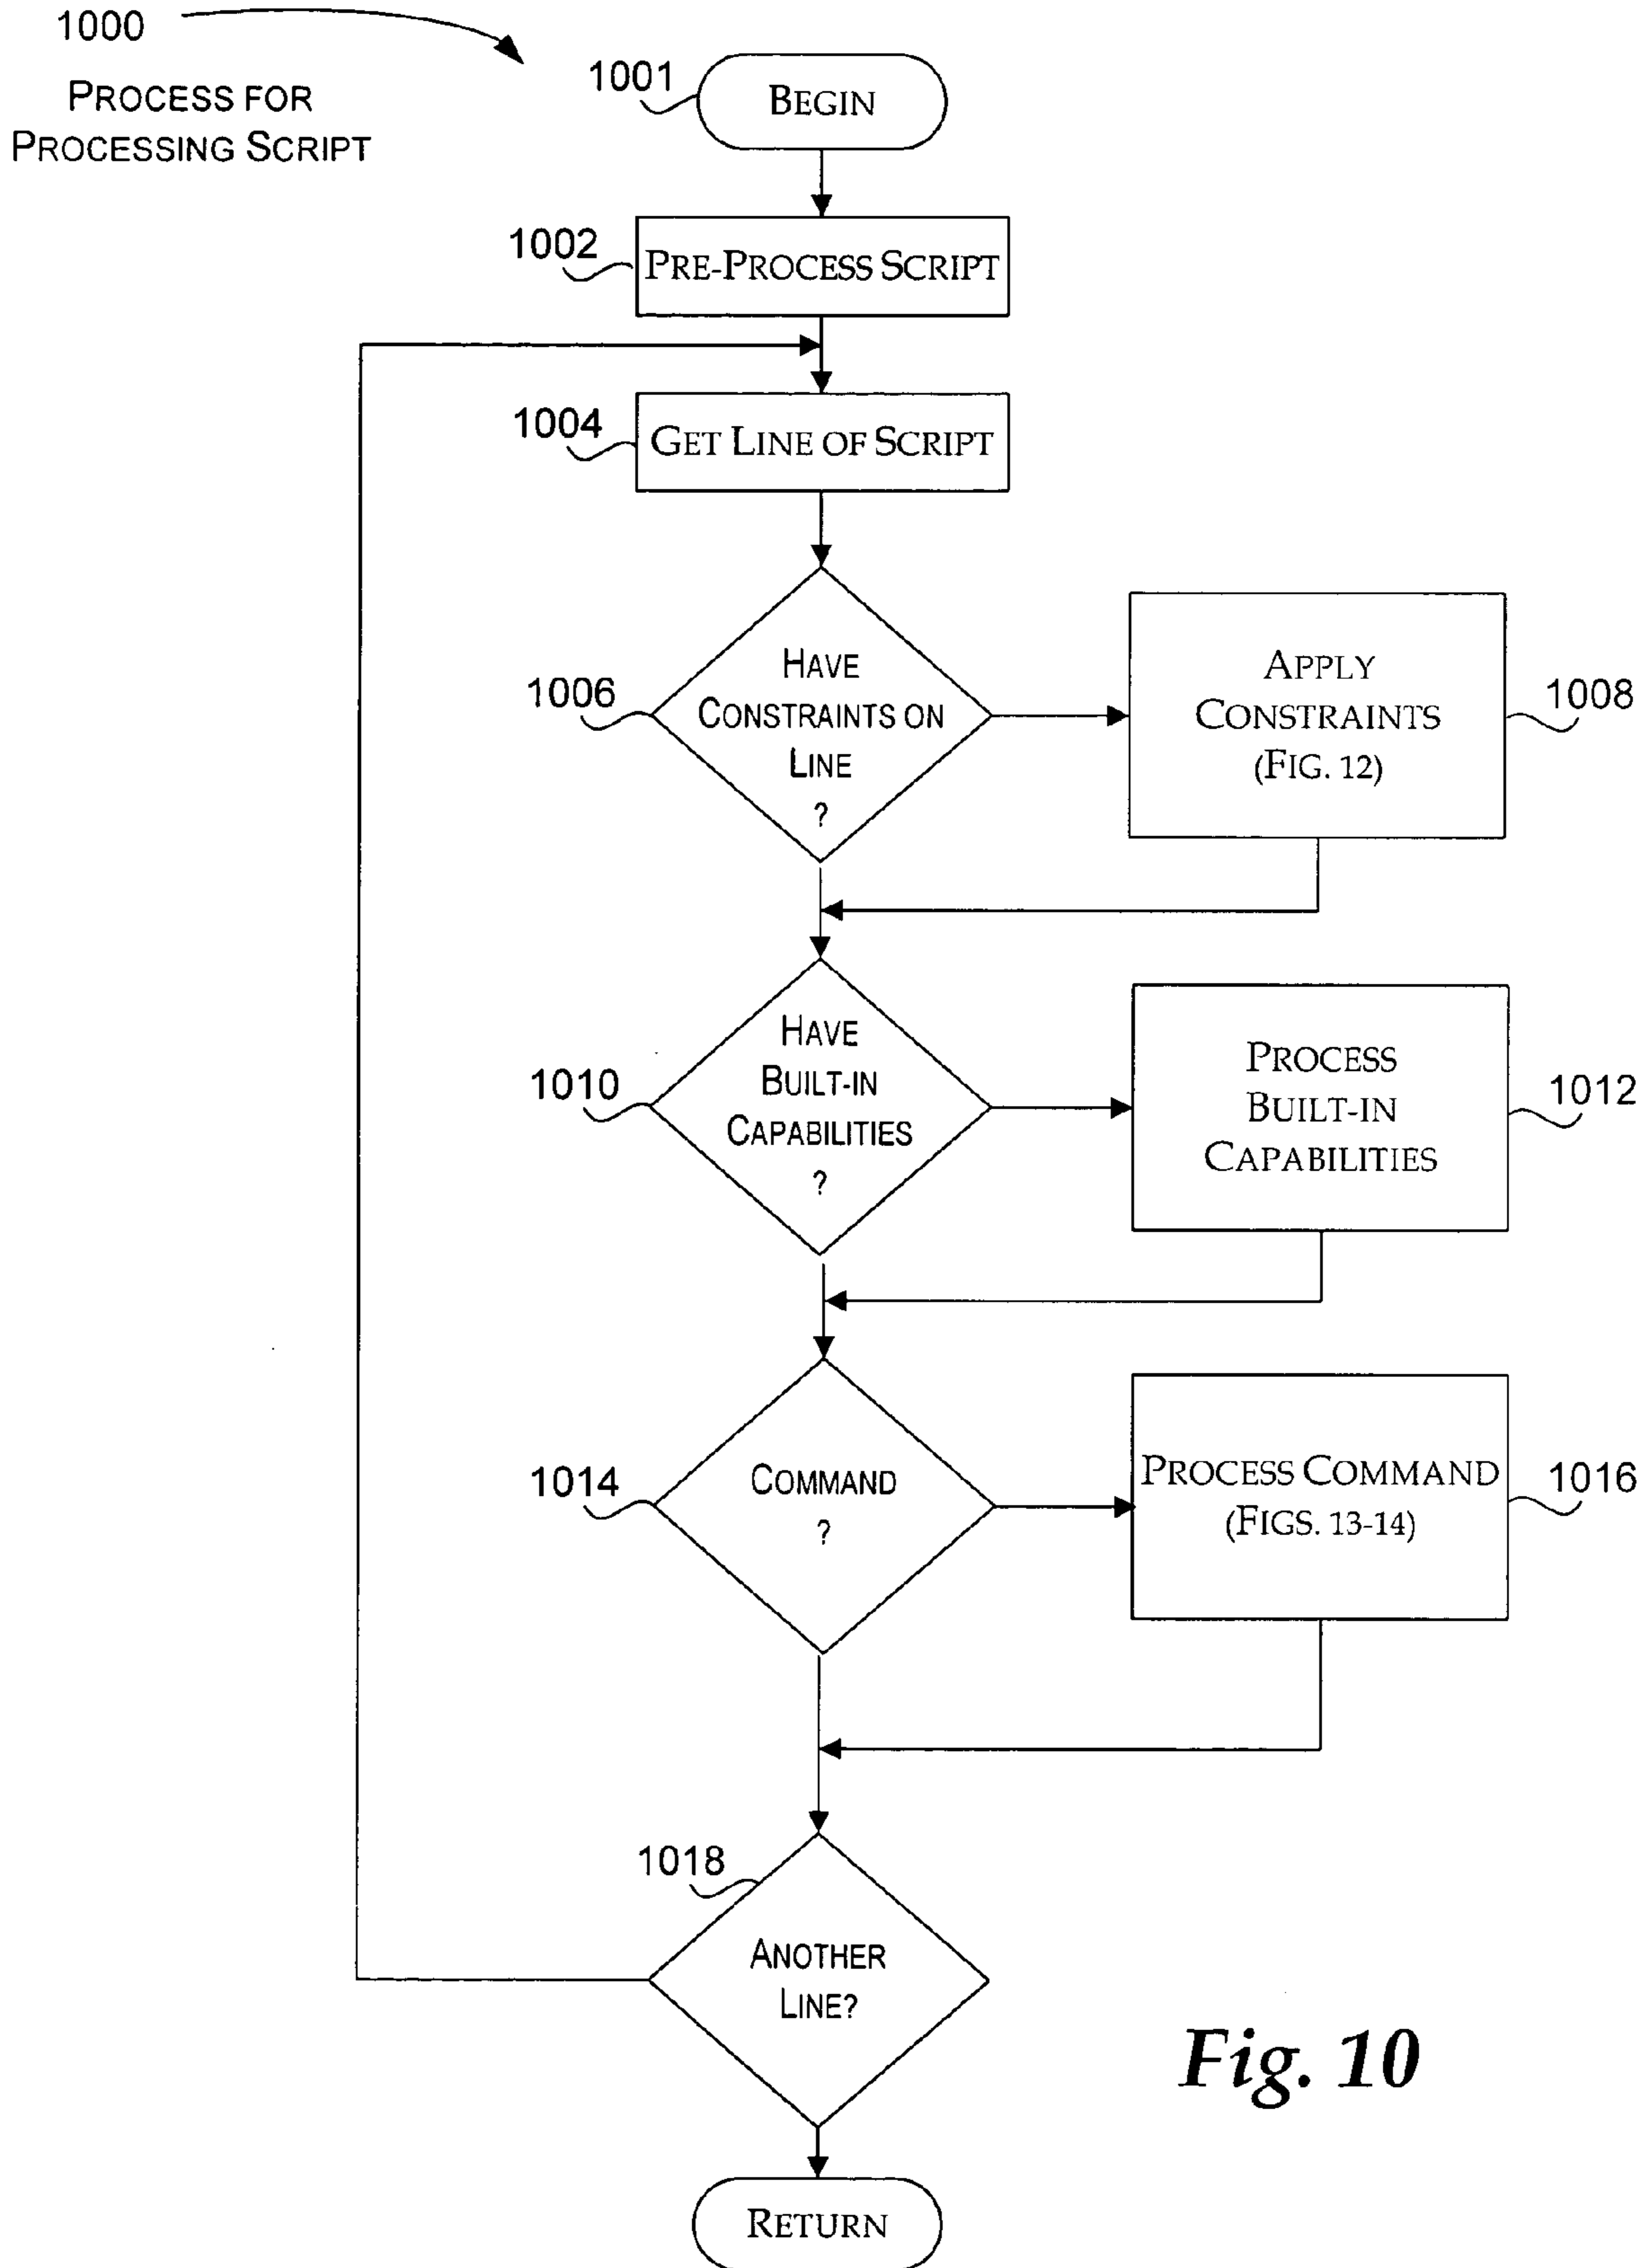 1000
PROCESS FOR
PROCESSING SCRIPT
1001
BEGIN
1002
PRE-PROCESS SCRIPT
1004
GET LINE OF SCRIPT
1006
HAVE
CONSTRAINTS ON
LINE
?
APPLY
CONSTRAINTS
(FIG. 12)
1008
1010
HAVE
BUILT-IN
CAPABILITIES
?
PROCESS
BUILT-IN
CAPABILITIES
1012
1014
COMMAND
?
PROCESS COMMAND
(FIGS. 13-14)
1016
1018
ANOTHER
LINE?
RETURN
Fig. 10